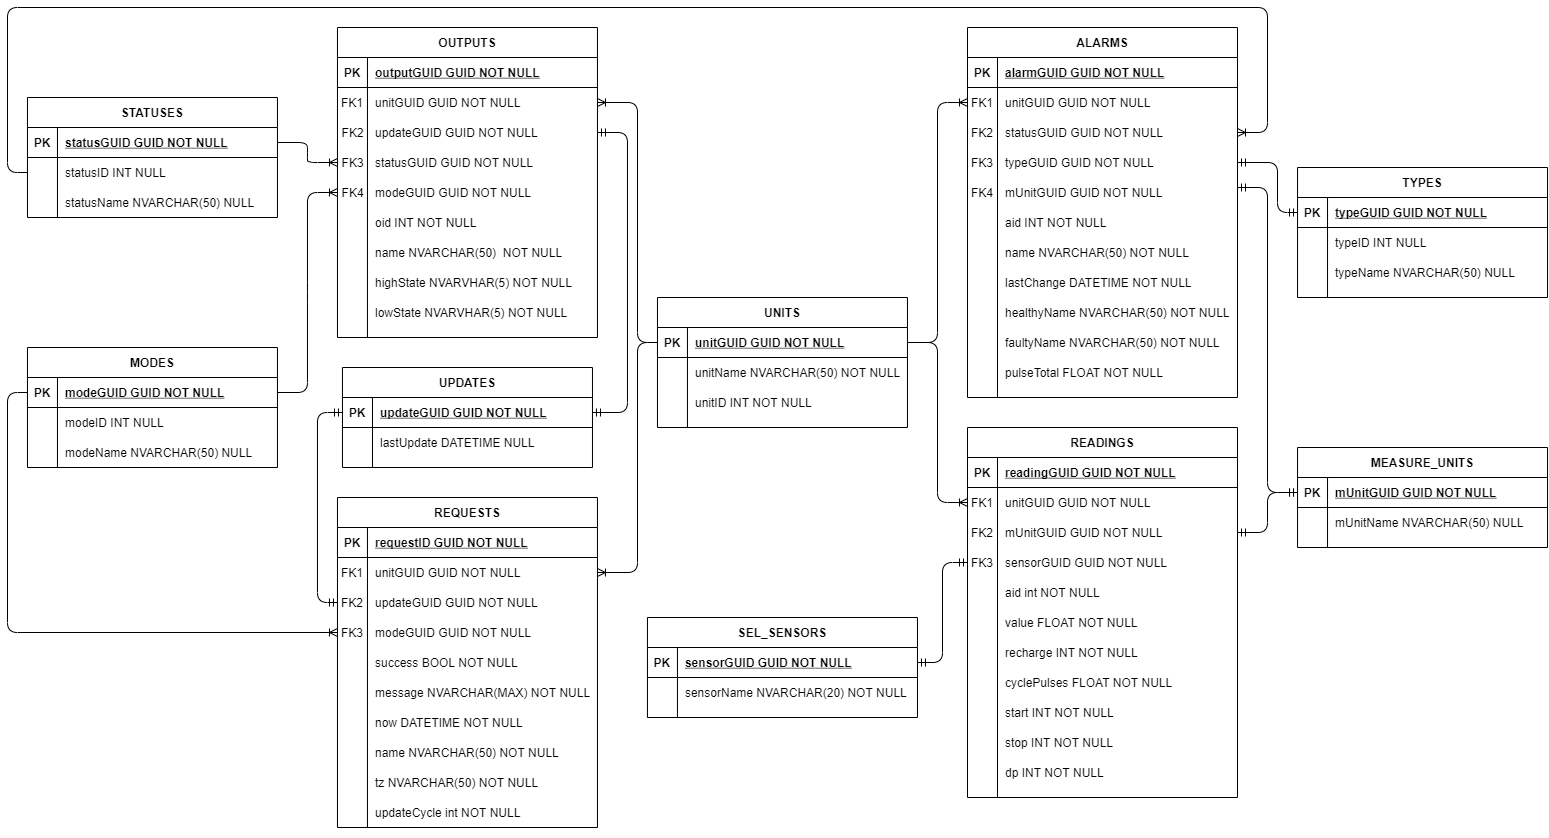 OUTPUTS
PK outputGUID GUID NOT NULL
FK1 unitGUID GUID NOT NULL
FK2 updateGUID GUID NOT NULL
FK3 statusGUID GUID NOT NULL
FK4 modeGUID GUID NOT NULL
oid INT NOT NULL
name NVARCHAR(50) NOT NULL
highState NVARVHAR(5) NOT NULL
lowState NVARVHAR(5) NOT NULL
ALARMS
PK alarmGUID GUID NOT NULL
FK1 unitGUID GUID NOT NULL
FK2 statusGUID GUID NOT NULL
FK3 typeGUID GUID NOT NULL
FK4 mUnitGUID GUID NOT NULL
aid INT NOT NULL
name NVARCHAR(50) NOT NULL
lastChange DATETIME NOT NULL
healthyName NVARCHAR(50) NOT NULL
faultyName NVARCHAR(50) NOT NULL
pulseTotal FLOAT NOT NULL
STATUSES
PK statusGUID GUID NOT NULL
statusID INT NULL
statusName NVARCHAR(50) NULL
TYPES
PK typeGUID GUID NOT NULL
typeID INT NULL
typeName NVARCHAR(50) NULL
UNITS
PK unitGUID GUID NOT NULL
unitName NVARCHAR(50) NOT NULL
unitID INT NOT NULL
MODES
PK modeGUID GUID NOT NULL
modeID INT NULL
modeName NVARCHAR(50) NULL
UPDATES
PK updateGUID GUID NOT NULL
lastUpdate DATETIME NULL
READINGS
PK readingGUID GUID NOT NULL
FK1 unitGUID GUID NOT NULL
FK2 mUnitGUID GUID NOT NULL
FK3 sensorGUID GUID NOT NULL
aid int NOT NULL
value FLOAT NOT NULL
recharge INT NOT NULL
cyclePulses FLOAT NOT NULL
start INT NOT NULL
stop INT NOT NULL
dp INT NOT NULL
MEASURE_UNITS
PK mUnitGUID GUID NOT NULL
mUnitName NVARCHAR(50) NULL
REQUESTS
PK requestID GUID NOT NULL
FK1 unitGUID GUID NOT NULL
FK2 updateGUID GUID NOT NULL
FK3 modeGUID GUID NOT NULL
success BOOL NOT NULL
message NVARCHAR(MAX) NOT NULL
now DATETIME NOT NULL
name NVARCHAR(50) NOT NULL
tz NVARCHAR(50) NOT NULL
updateCycle int NOT NULL
SEL_SENSORS
PK sensorGUID GUID NOT NULL
sensorName NVARCHAR(20) NOT NULL